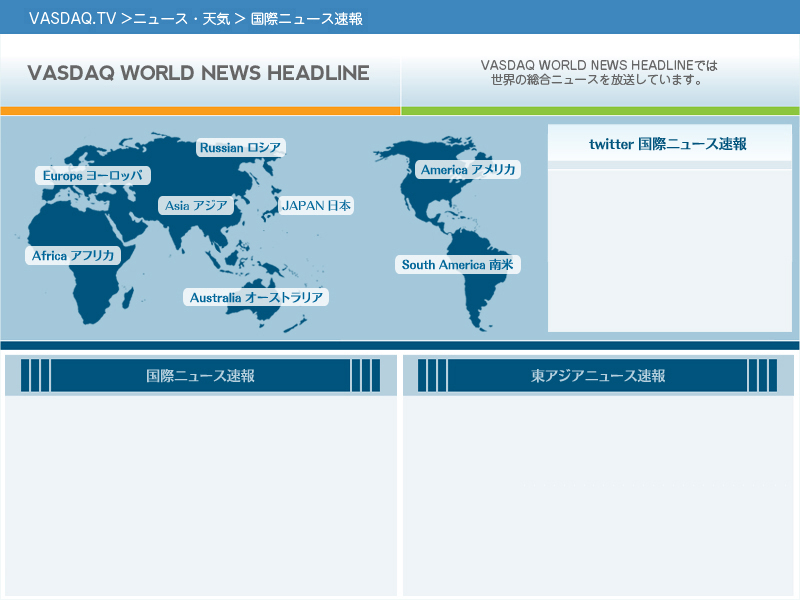 VASDAQ.TV >ニュース・天気 > 国際ニュース速報
VASDAQ WORLD NEWS HEADLINE
VASDAQ WORLD NEWS HEADLINEでは
世界の総合ニュースを放送しています。
Russian ロシア
Europe ヨーロッパ
Asia アジア
JAPAN 日本
Africa アフリカ
Australia オーストラリア
America アメリカ
South America 南米
twitter 国際ニュース速報
国際ニュース速報
東アジアニュース速報